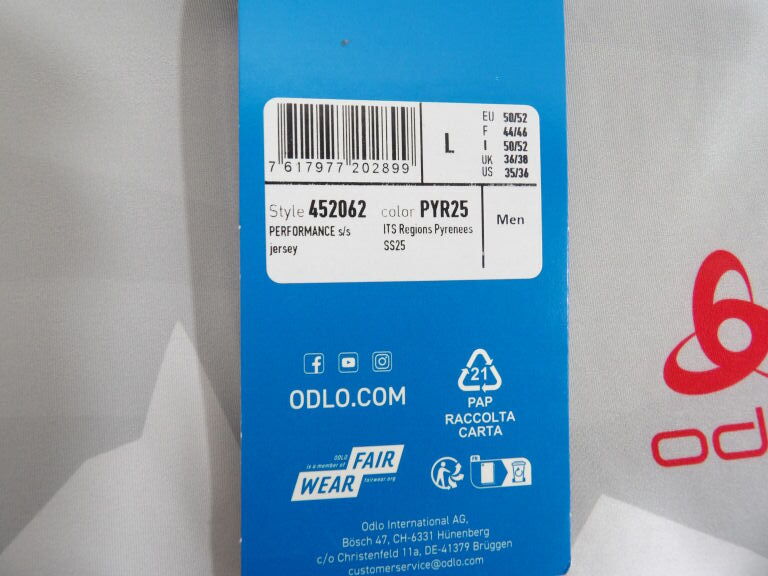 7 617977 202899
L
EU 50/52
F 44/46
I 50/52
UK 36/38
US 35/36
Style 452062 color PYR25
PERFORMANCE s/s jersey
ITS Regions Pyrenees SS25
Men
ODLO.COM
21
PAP
RACCOLTA
CARTA
ODLO
is a member of
FAIR
WEAR
fairwear.org
FR
Odlo International AG,
Bösch 47, CH-6331 Hünenberg
c/o Christenfeld 11a, DE-41379 Brüggen
customerservice@odlo.com
od